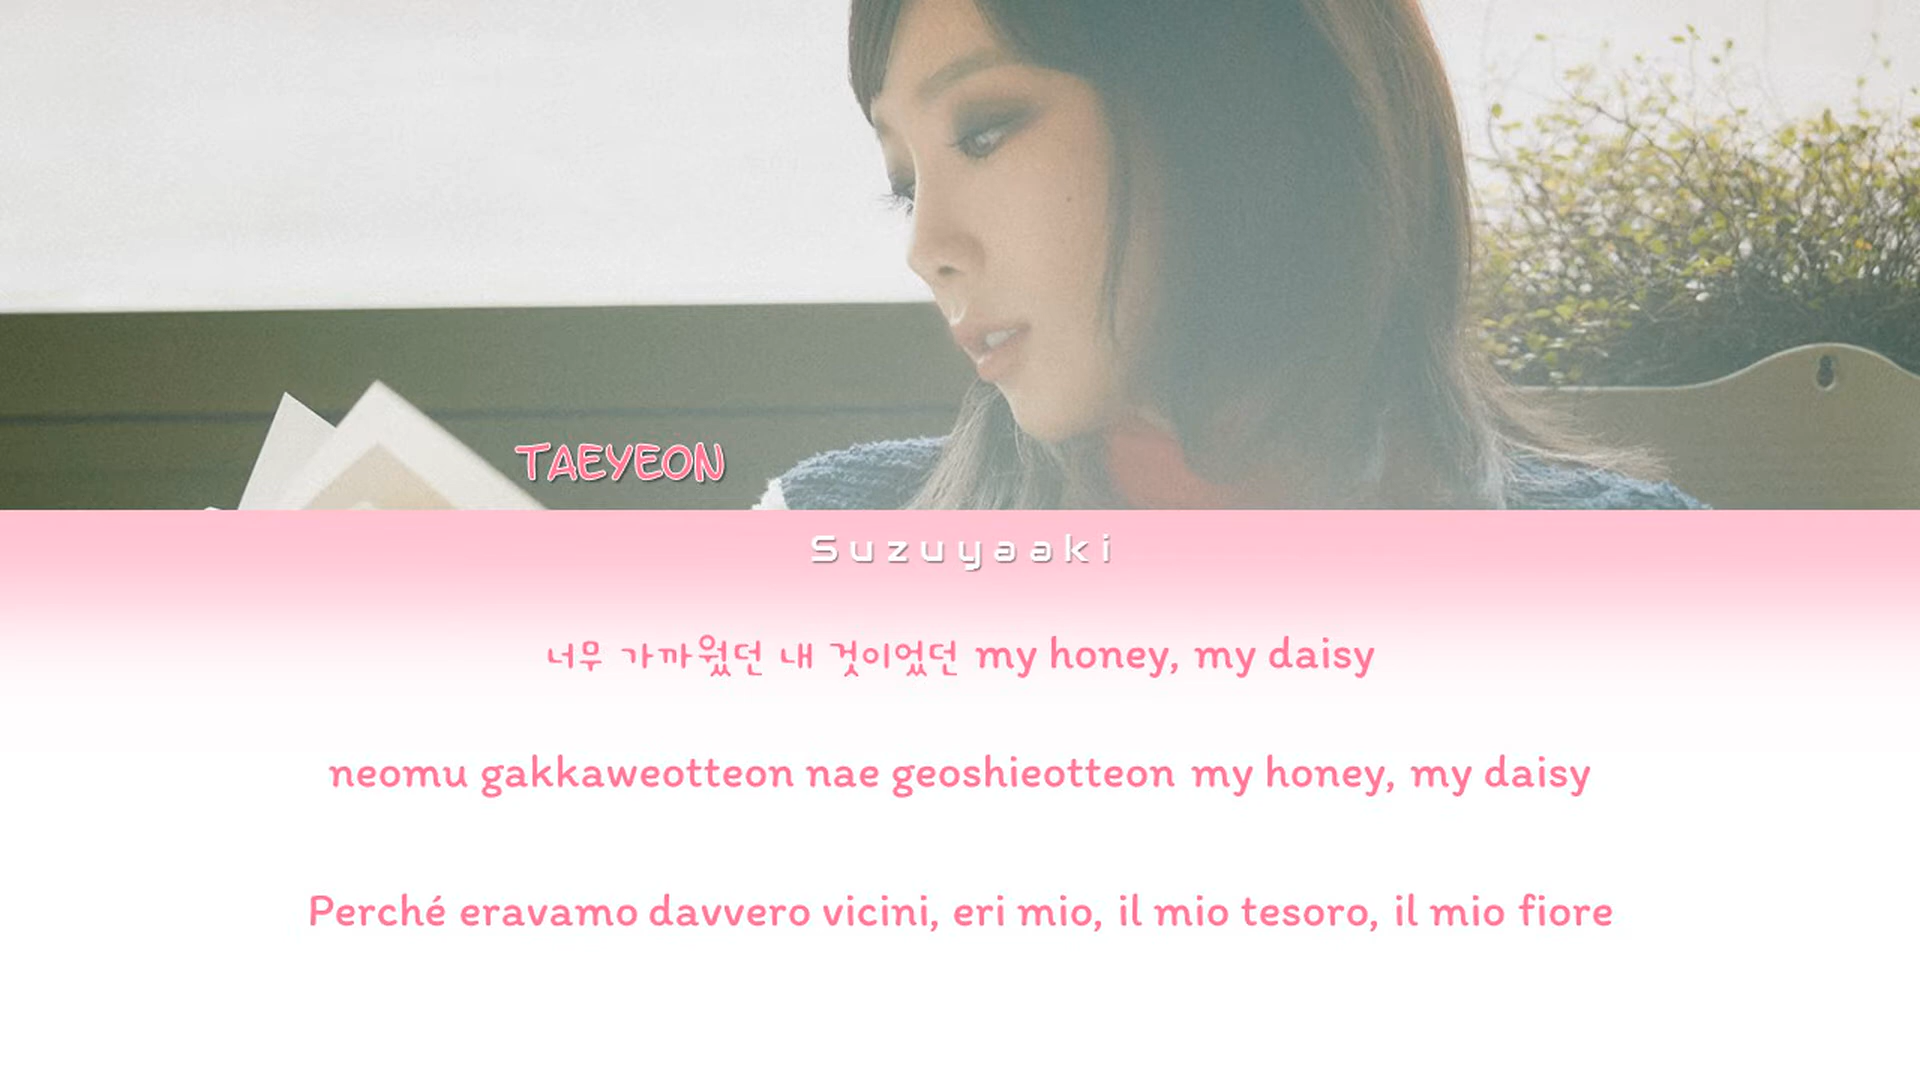 TAEYEON
Suzuyaaki
너무 가까웠던 내 것이었던 my honey, my daisy
neomu gakkaweotteon nae geoshieotteon my honey, my daisy
Perché eravamo davvero vicini, eri mio, il mio tesoro, il mio fiore